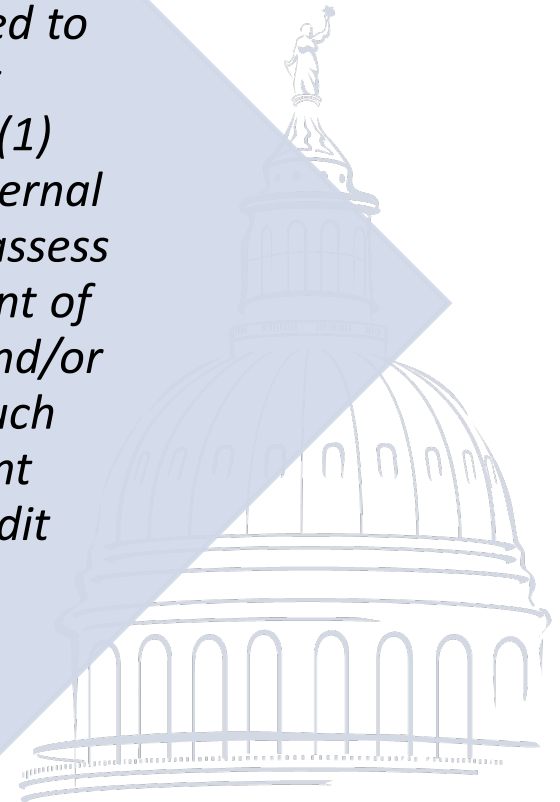 ed to
(1)
ernal
assess
nt of
nd/or
uch
nt
dit